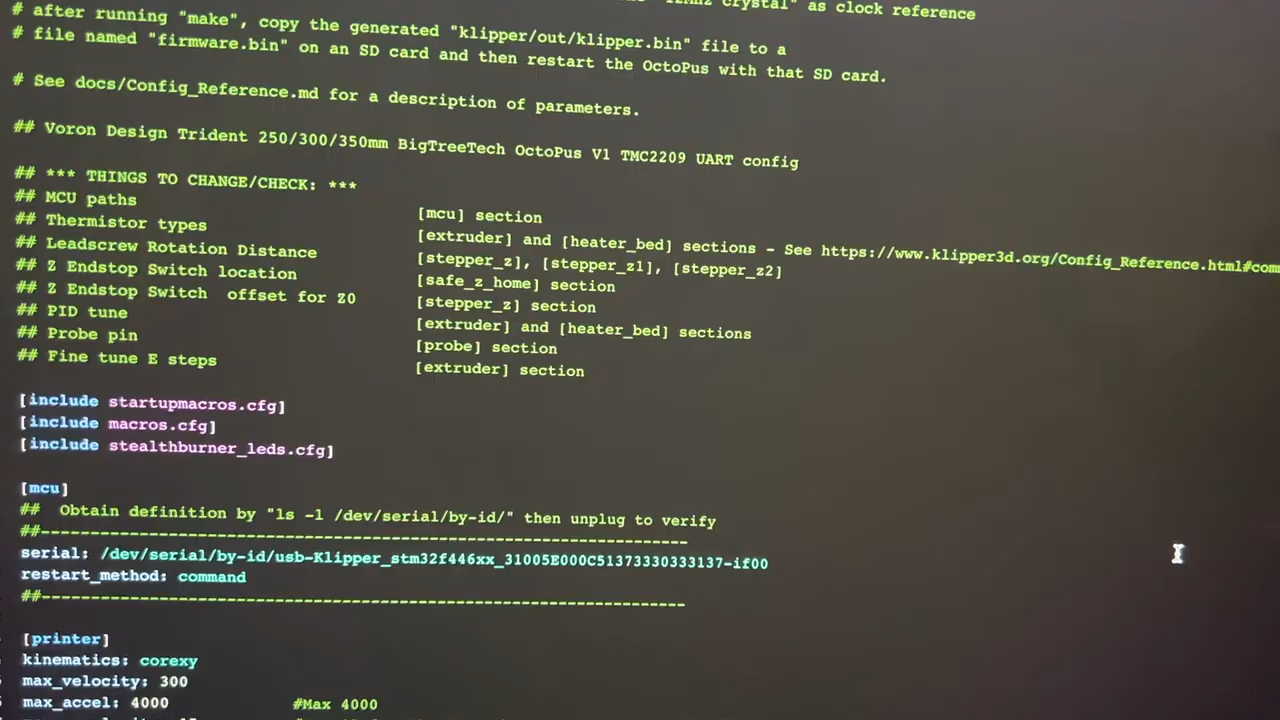 crystal" as clock reference
# after running "make", copy the generated "klipper/out/klipper.bin" file to a
# file named "firmware.bin" on an SD card and then restart the OctoPus with that SD card.
# See docs/Config_Reference.md for a description of parameters.
## Voron Design Trident 250/300/350mm BigTreeTech OctoPus V1 TMC2209 UART config
## *** THINGS TO CHANGE/CHECK: ***
## MCU paths [mcu] section
## Thermistor types [extruder] and [heater_bed] sections - See https://www.klipper3d.org/Config_Reference.html#com
## Leadscrew Rotation Distance [stepper_z], [stepper_z1], [stepper_z2]
## Z Endstop Switch location [safe_z_home] section
## Z Endstop Switch offset for Z0 [stepper_z] section
## PID tune [extruder] and [heater_bed] sections
## Probe pin [probe] section
## Fine tune E steps [extruder] section
[include startupmacros.cfg]
[include macros.cfg]
[include stealthburner_leds.cfg]
[mcu]
## Obtain definition by "ls -l /dev/serial/by-id/" then unplug to verify
##------------------------------------------------------------------
serial: /dev/serial/by-id/usb-Klipper_stm32f446xx_31005E000C51373330333137-if00
restart_method: command
##------------------------------------------------------------------
[printer]
kinematics: corexy
max_velocity: 300
max_accel: 4000 #Max 4000